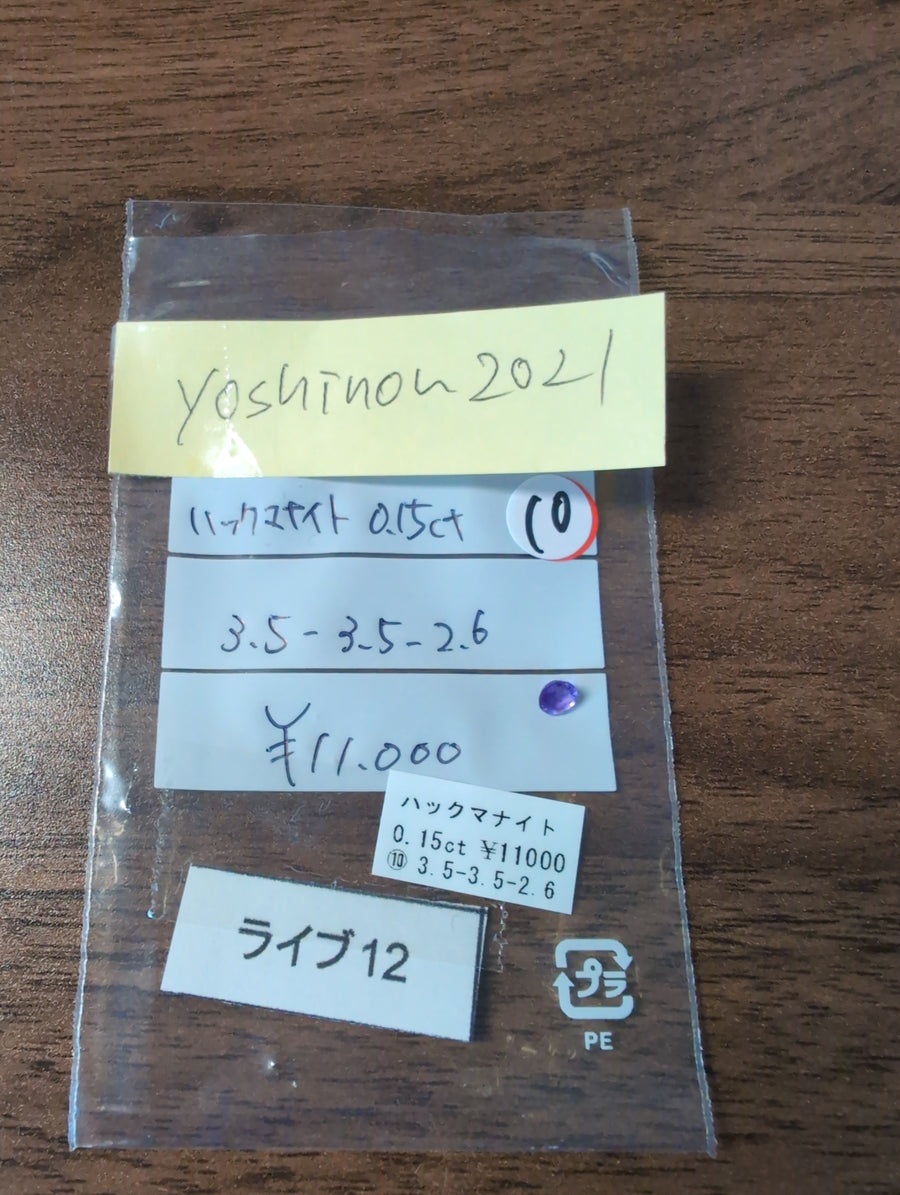 yoshinon2021
ハックマナイト 0.15ct
10
3.5-3.5-2.6
¥11.000
ハックマナイト
0.15ct ¥11000
⑩ 3.5-3.5-2.6
ライブ12
プラ
PE